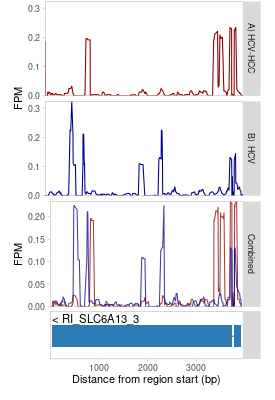 0.3
0.2
0.1
0.0
FPM
A) HCV-HCC
0.3
0.2
0.1
0.0
FPM
B) HCV
0.20
0.15
0.10
0.05
0.00
FPM
Combined
< RI_SLC6A13_3
1000 2000 3000
Distance from region start (bp)